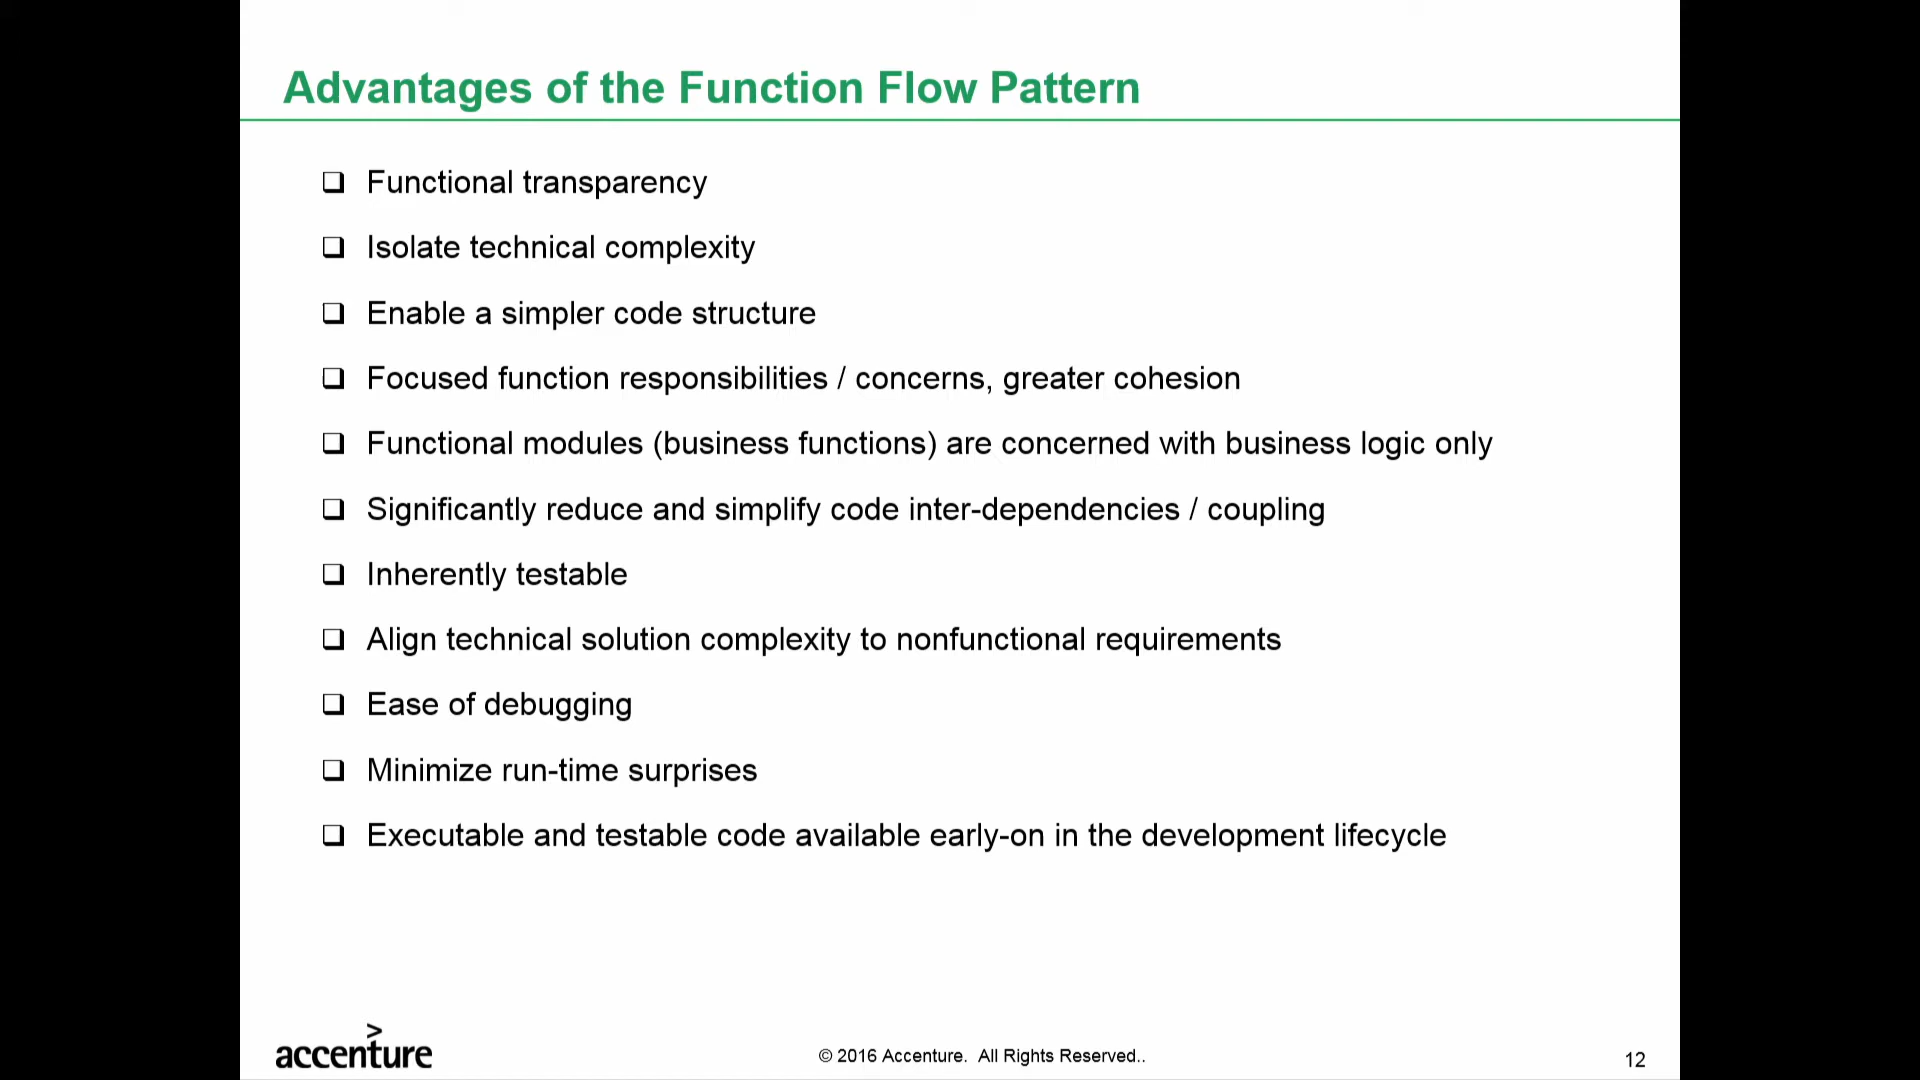 Advantages of the Function Flow Pattern
❑ Functional transparency
❑ Isolate technical complexity
❑ Enable a simpler code structure
❑ Focused function responsibilities / concerns, greater cohesion
❑ Functional modules (business functions) are concerned with business logic only
❑ Significantly reduce and simplify code inter-dependencies / coupling
❑ Inherently testable
❑ Align technical solution complexity to nonfunctional requirements
❑ Ease of debugging
❑ Minimize run-time surprises
❑ Executable and testable code available early-on in the development lifecycle
accenture
© 2016 Accenture. All Rights Reserved..
12